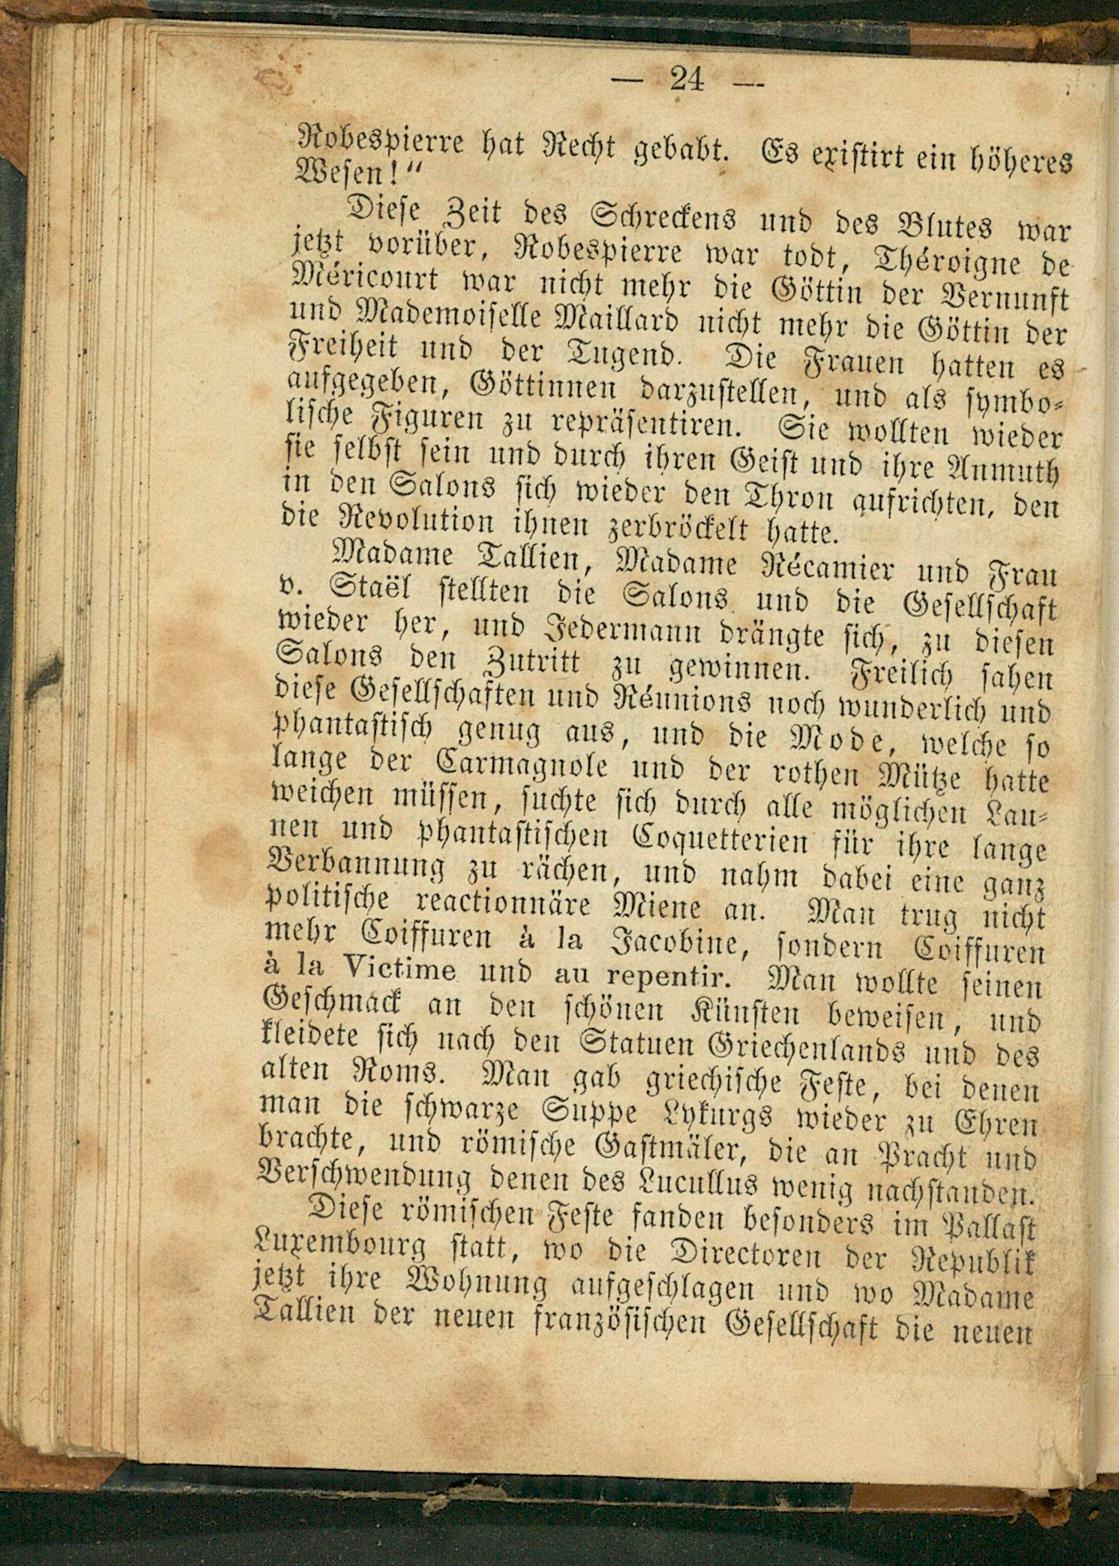 — 24 —
Robespierre hat Recht gebabt. Es existirt ein höheres
Wesen!“
Diese Zeit des Schreckens und des Blutes war
jetzt vorüber, Robespierre war todt, Théroigne de
Méricourt war nicht mehr die Göttin der Vernunft
und Mademoiselle Maillard nicht mehr die Göttin der
Freiheit und der Tugend. Die Frauen hatten es
aufgegeben, Göttinnen darzustellen, und als symbo-
lische Figuren zu repräsentiren. Sie wollten wieder
sie selbst sein und durch ihren Geist und ihre Anmuth
in den Salons sich wieder den Thron aufrichten, den
die Revolution ihnen zerbröckelt hatte.
Madame Tallien, Madame Récamier und Frau
v. Staël stellten die Salons und die Gesellschaft
wieder her, und Jedermann drängte sich, zu diesen
Salons den Zutritt zu gewinnen. Freilich sahen
diese Gesellschaften und Réunions noch wunderlich und
phantastisch genug aus, und die Mode, welche so
lange der Carmagnole und der rothen Mütze hatte
weichen müssen, suchte sich durch alle möglichen Lau-
nen und phantastischen Coquetterien für ihre lange
Verbannung zu rächen, und nahm dabei eine ganz
politische reactionnäre Miene an. Man trug nicht
mehr Coiffuren à la Jacobine, sondern Coiffuren
à la Victime und au repentir. Man wollte seinen
Geschmack an den schönen Künsten beweisen, und
kleidete sich nach den Statuen Griechenlands und des
alten Roms. Man gab griechische Feste, bei denen
man die schwarze Suppe Lykurgs wieder zu Ehren
brachte, und römische Gastmäler, die an Pracht und
Verschwendung denen des Lucullus wenig nachstanden.
Diese römischen Feste fanden besonders im Pallast
Luxembourg statt, wo die Directoren der Republik
jetzt ihre Wohnung aufgeschlagen und wo Madame
Tallien der neuen französischen Gesellschaft die neuen